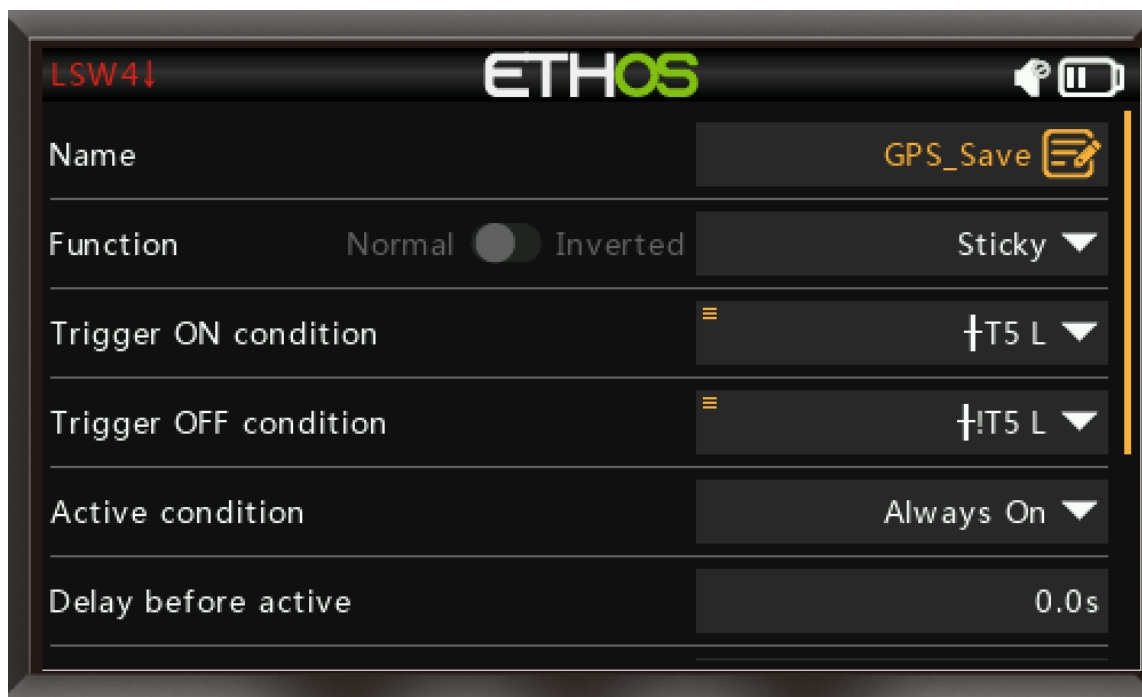 LSW4↓ ETHOS
Name GPS_Save
Function Normal Inverted Sticky
Trigger ON condition ƚT5 L
Trigger OFF condition ƚ!T5 L
Active condition Always On
Delay before active 0.0s